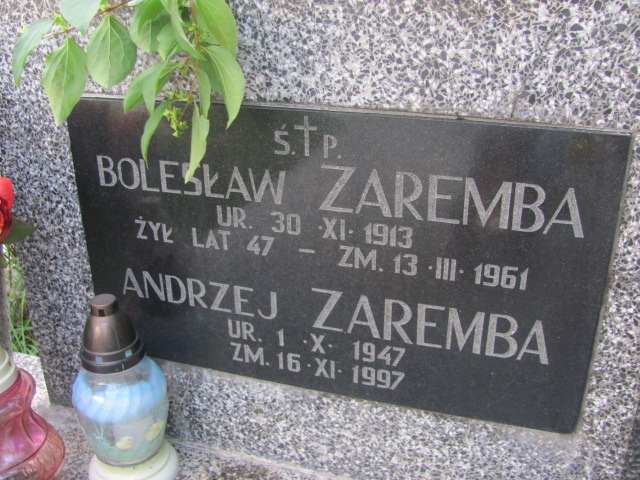 Ś.†P.
BOLESŁAW ZAREMBA
UR. 30 · XI · 1913
ŻYŁ LAT 47 – ZM. 13 · III · 1961
ANDRZEJ ZAREMBA
UR. 1 · X · 1947
ZM. 16 · XI · 1997